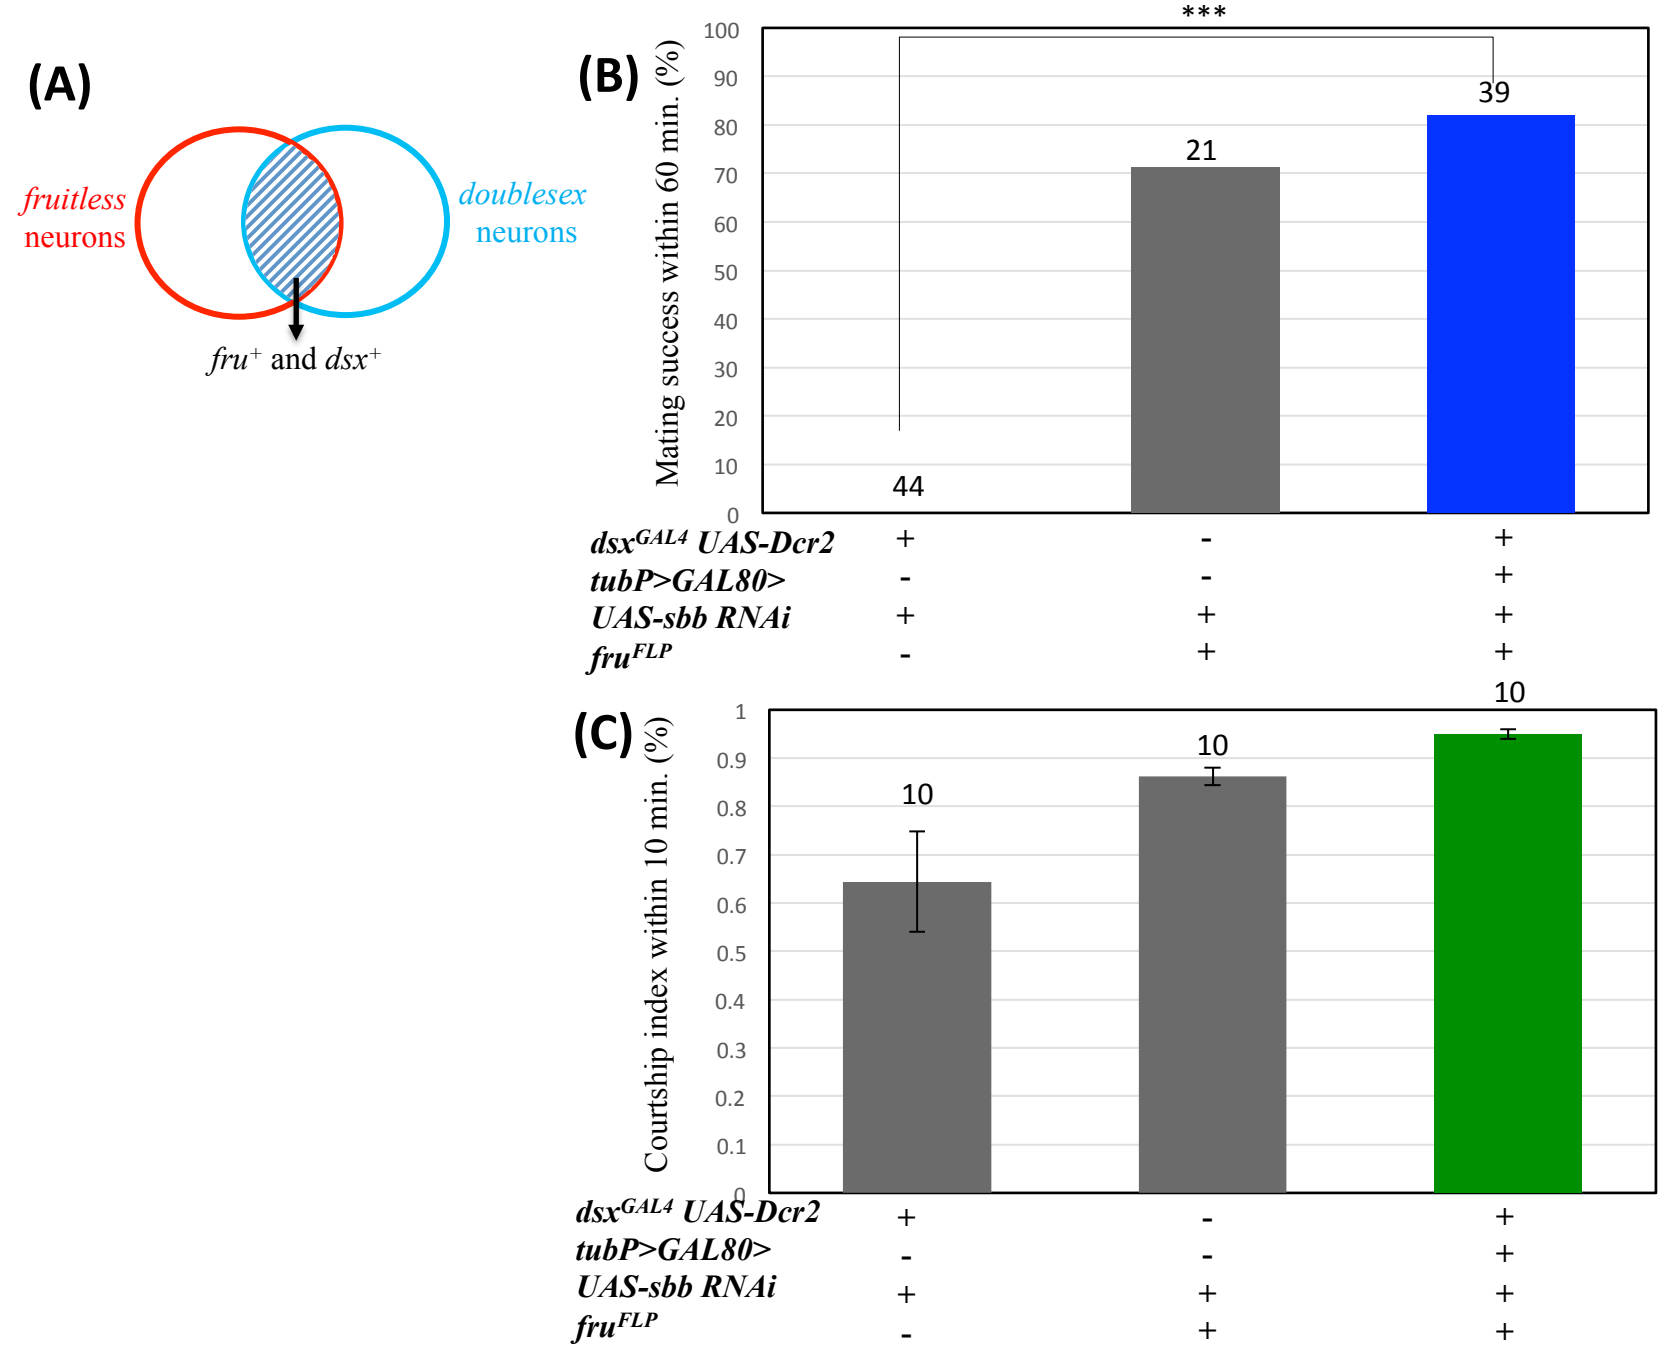 (A)
fruitless
neurons
doublesex
neurons
fru+ and dsx+
(B)
Mating success within 60 min. (%)
***
100
90
80
70
60
50
40
30
20
10
0
44
21
39
dsxGAL4 UAS-Dcr2 + - +
tubP>GAL80> - - +
UAS-sbb RNAi + + +
fruFLP - + +
(C)
Courtship index within 10 min. (%)
1
0.9
0.8
0.7
0.6
0.5
0.4
0.3
0.2
0.1
0
10
10
10
dsxGAL4 UAS-Dcr2 + - +
tubP>GAL80> - - +
UAS-sbb RNAi + + +
fruFLP - + +